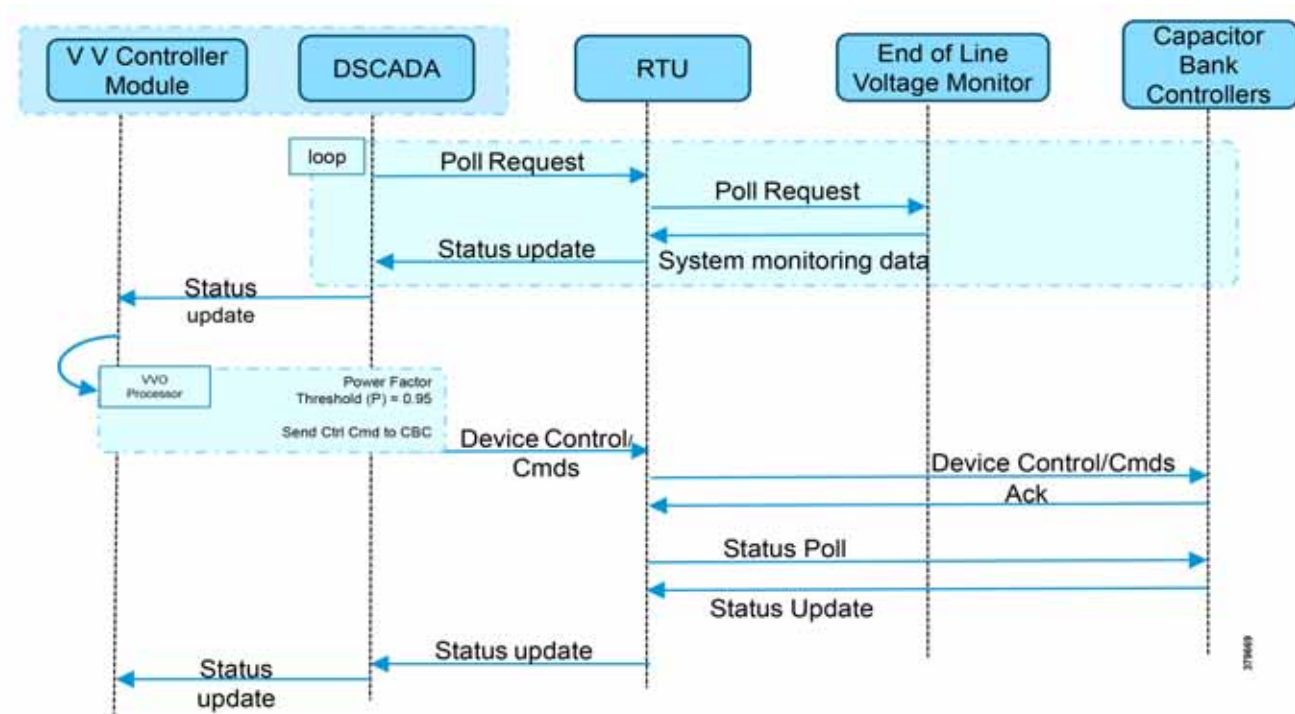 V V Controller
Module
DSCADA
RTU
End of Line
Voltage Monitor
Capacitor
Bank
Controllers
loop
Poll Request
Poll Request
Status update
System monitoring data
Status
update
VVO
Processor
Power Factor
Threshold (P) = 0.95
Send Ctrl Cmd to CBC
Device Control/
Cmds
Device Control/Cmds
Ack
Status Poll
Status Update
Status update
Status
update
379669